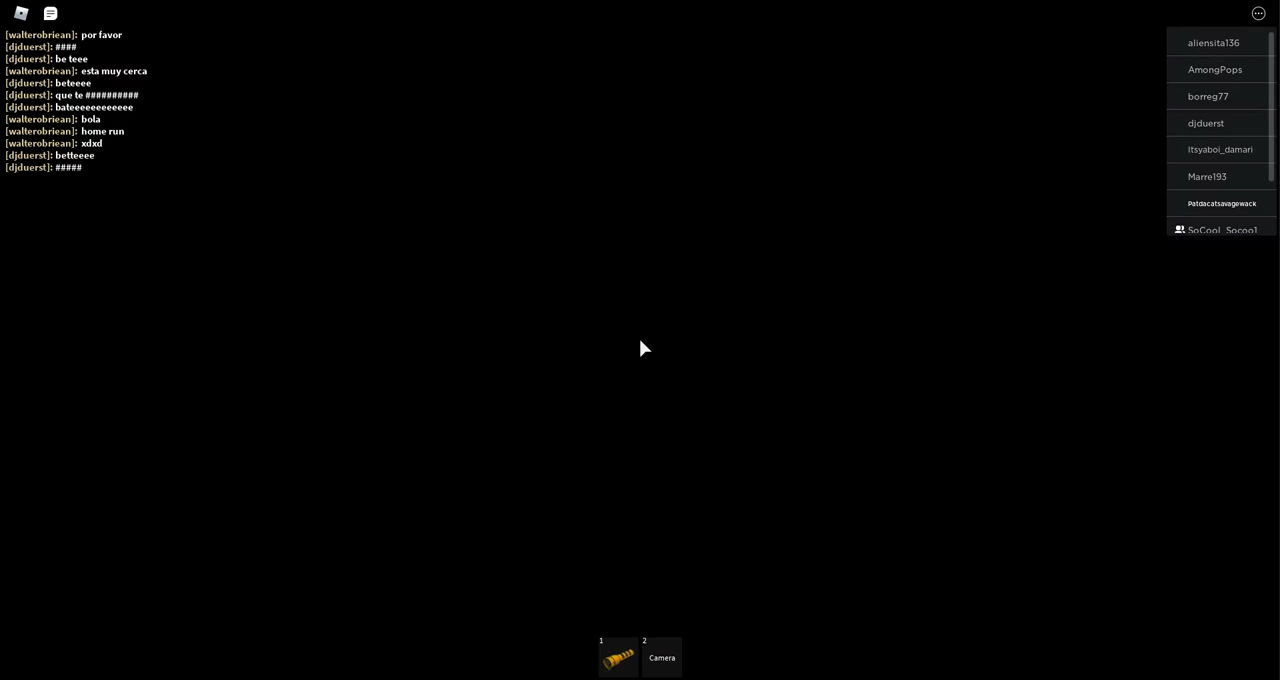 [walterobriean]: por favor
[djduerst]: ####
[djduerst]: be teee
[walterobriean]: esta muy cerca
[djduerst]: beteeee
[djduerst]: que te ##########
[djduerst]: bateeeeeeeeeeee
[walterobriean]: bola
[walterobriean]: home run
[walterobriean]: xdxd
[djduerst]: betteeee
[djduerst]: #####
aliensita136
AmongPops
borreg77
djduerst
Itsyaboi_damari
Marre193
Patdacatsavagewack
SoCool_Socoo1
1
2
Camera